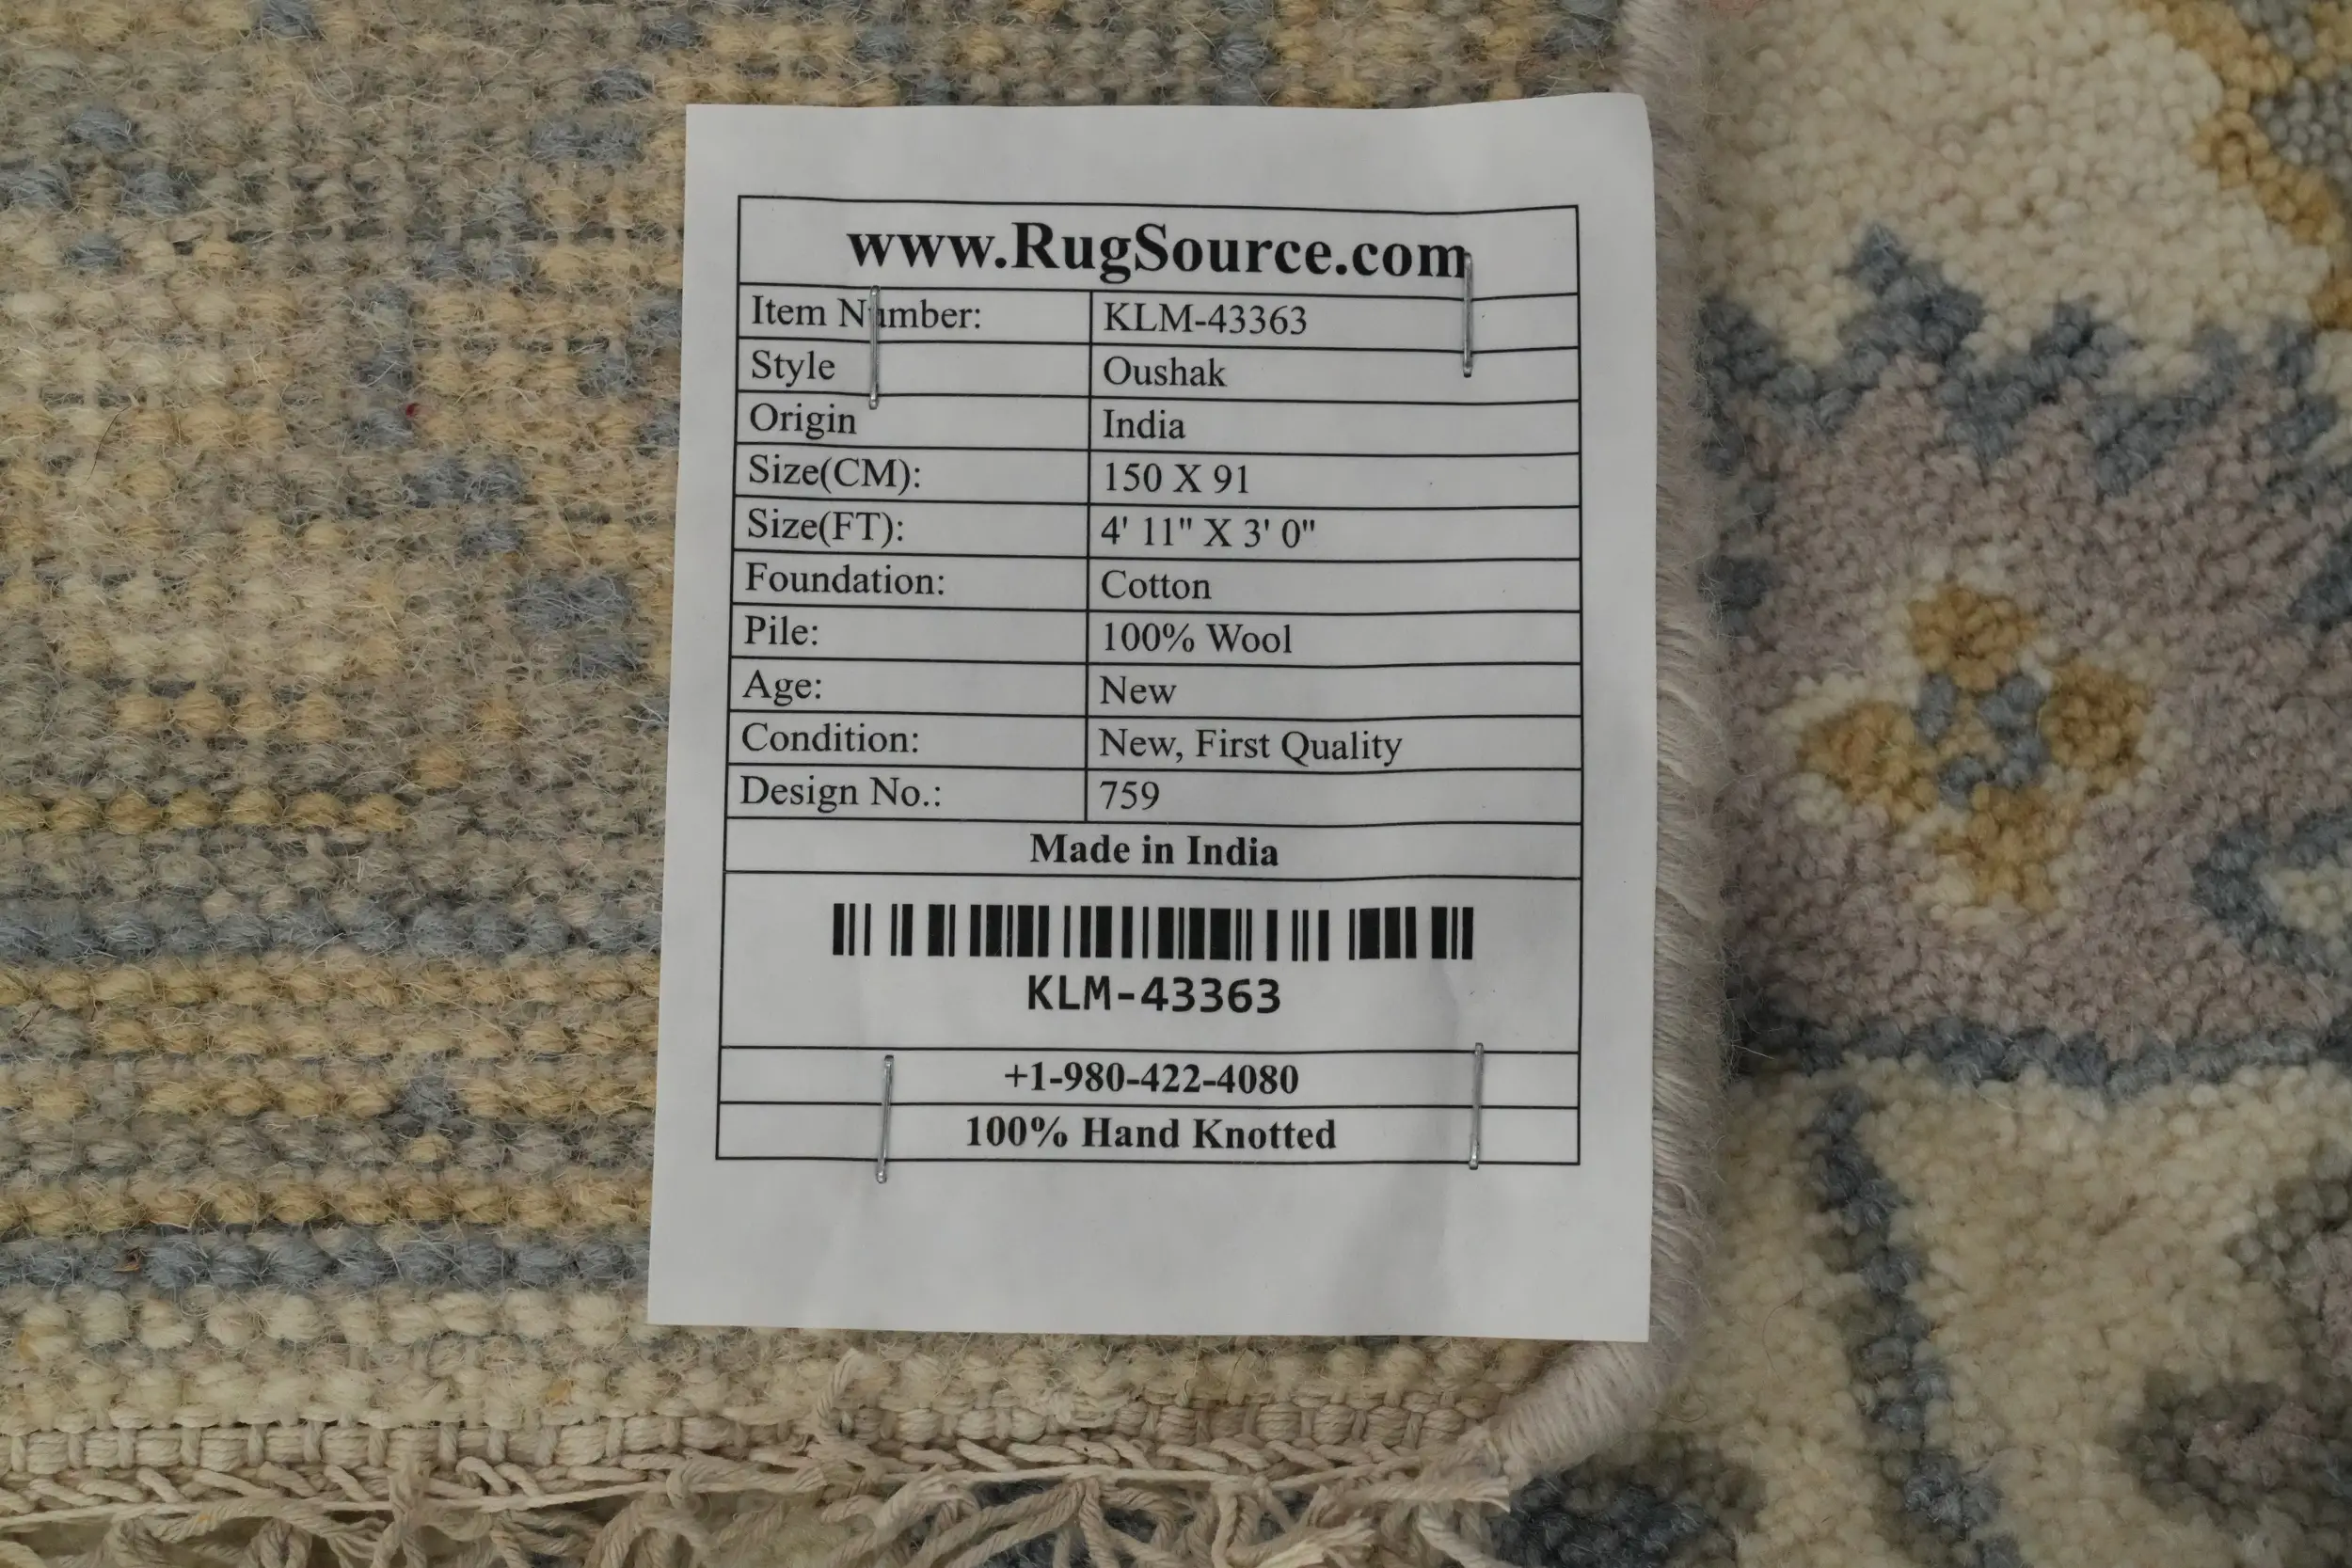 www.RugSource.com
Item Number: KLM-43363
Style Oushak
Origin India
Size(CM): 150 X 91
Size(FT): 4' 11" X 3' 0"
Foundation: Cotton
Pile: 100% Wool
Age: New
Condition: New, First Quality
Design No.: 759
Made in India
KLM-43363
+1-980-422-4080
100% Hand Knotted